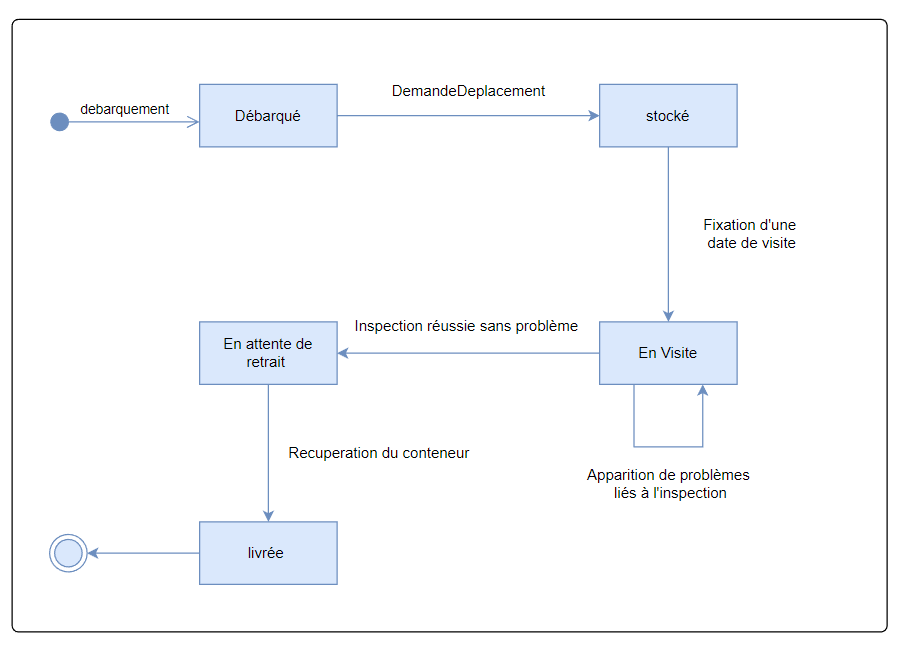 debarquement
Débarqué
DemandeDeplacement
stocké
Fixation d'une
date de visite
En attente de
retrait
Inspection réussie sans problème
En Visite
Recuperation du conteneur
Apparition de problèmes
liés à l'inspection
livrée